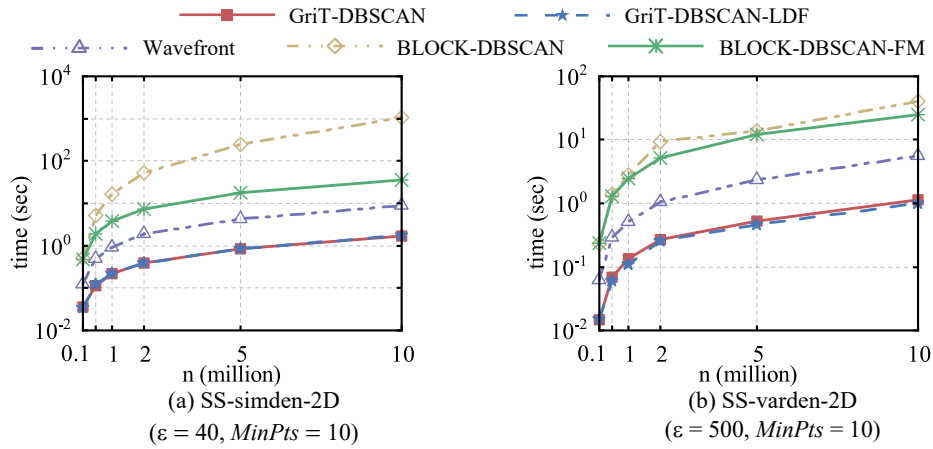 GriT-DBSCAN GriT-DBSCAN-LDF
Wavefront BLOCK-DBSCAN BLOCK-DBSCAN-FM
10^4
10^2
10^0
10^-2
time (sec)
0.1 1 2 5 10
n (million)
(a) SS-simden-2D
(ε = 40, MinPts = 10)
10^2
10^1
10^0
10^-1
10^-2
time (sec)
0.1 1 2 5 10
n (million)
(b) SS-varden-2D
(ε = 500, MinPts = 10)